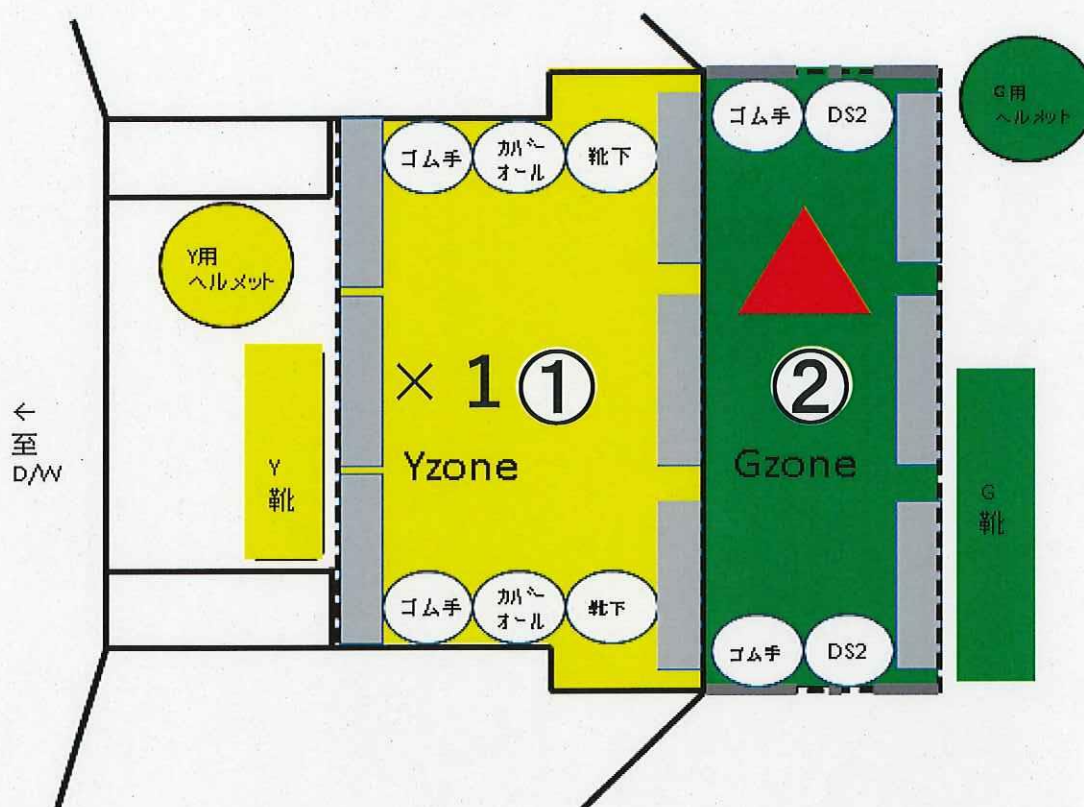 G用
ヘルメット
ゴム手
DS2
ゴム手
カバー
オール
靴下
Y用
ヘルメット
←
至
D/W
× 1 ①
②
Yzone
Gzone
Y
靴
G
靴
ゴム手
カバー
オール
靴下
ゴム手
DS2